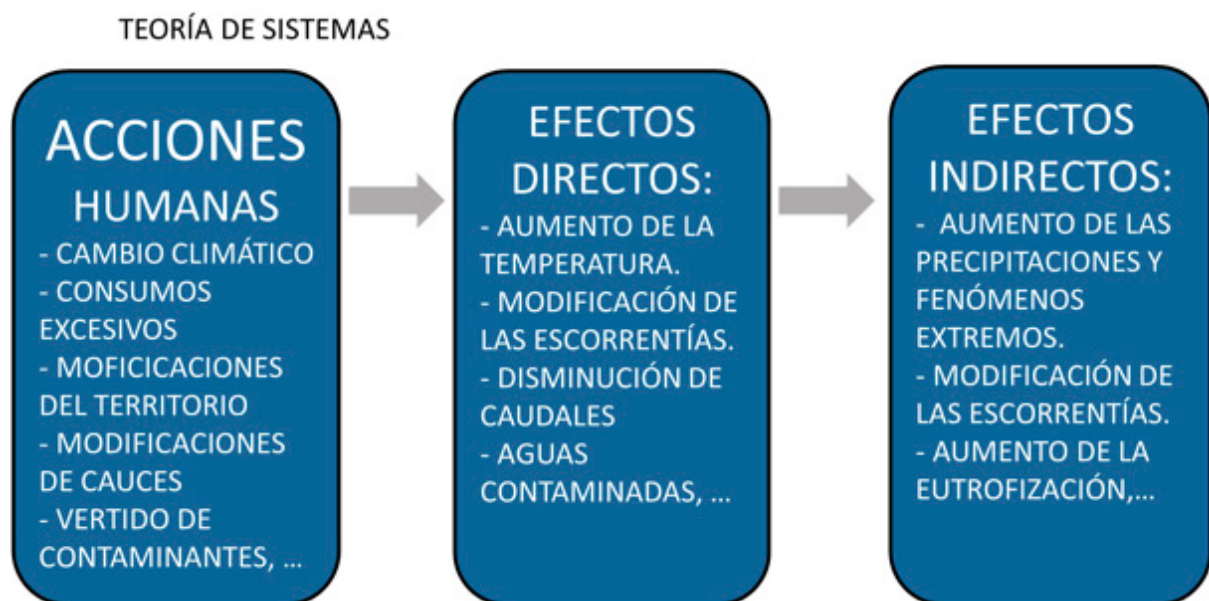 TEORÍA DE SISTEMAS
ACCIONES
HUMANAS
- CAMBIO CLIMÁTICO
- CONSUMOS
EXCESIVOS
- MOFICICACIONES
DEL TERRITORIO
- MODIFICACIONES
DE CAUCES
- VERTIDO DE
CONTAMINANTES, ...
EFECTOS
DIRECTOS:
- AUMENTO DE LA
TEMPERATURA.
- MODIFICACIÓN DE
LAS ESCORRENTÍAS.
- DISMINUCIÓN DE
CAUDALES
- AGUAS
CONTAMINADAS, ...
EFECTOS
INDIRECTOS:
- AUMENTO DE LAS
PRECIPITACIONES Y
FENÓMENOS
EXTREMOS.
- MODIFICACIÓN DE
LAS ESCORRENTÍAS.
- AUMENTO DE LA
EUTROFIZACIÓN,...